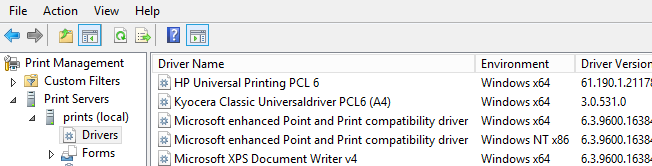 File Action View Help
Print Management
Custom Filters
Print Servers
prints (local)
Drivers
Forms
Driver Name Environment Driver Version
HP Universal Printing PCL 6 Windows x64 61.190.1.21178
Kyocera Classic Universaldriver PCL6 (A4) Windows x64 3.0.531.0
Microsoft enhanced Point and Print compatibility driver Windows x64 6.3.9600.16384
Microsoft enhanced Point and Print compatibility driver Windows NT x86 6.3.9600.16384
Microsoft XPS Document Writer v4 Windows x64 6.3.9600.16384